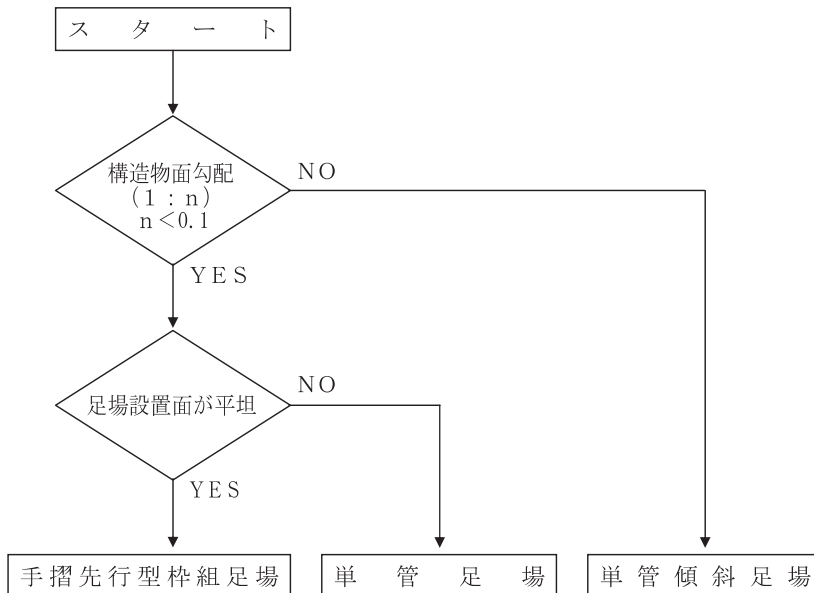 スタート
構造物面勾配
(1:n)
n<0.1
NO
YES
足場設置面が平坦
NO
YES
手摺先行型枠組足場
単管足場
単管傾斜足場